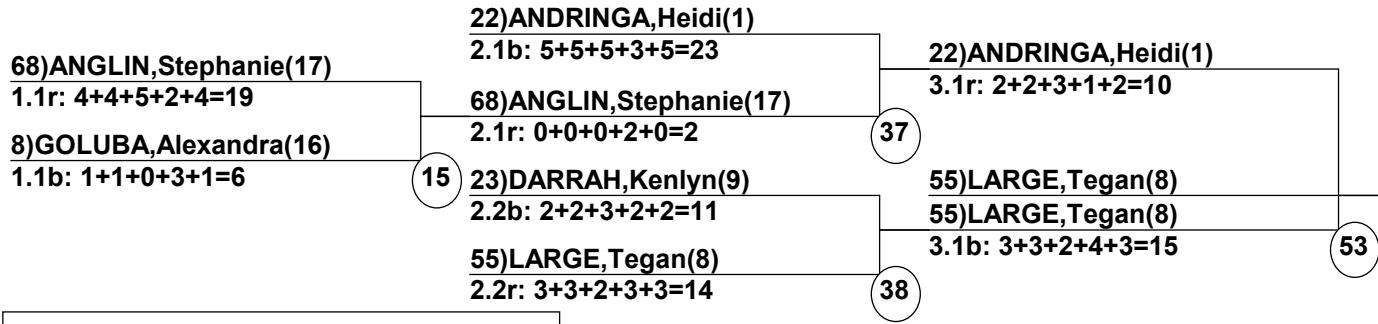 68)ANGLIN,Stephanie(17)
1.1r: 4+4+5+2+4=19
8)GOLUBA,Alexandra(16)
1.1b: 1+1+0+3+1=6
15
22)ANDRINGA,Heidi(1)
2.1b: 5+5+5+3+5=23
68)ANGLIN,Stephanie(17)
2.1r: 0+0+0+2+0=2
37
23)DARRAH,Kenlyn(9)
2.2b: 2+2+3+2+2=11
55)LARGE,Tegan(8)
2.2r: 3+3+2+3+3=14
38
22)ANDRINGA,Heidi(1)
3.1r: 2+2+3+1+2=10
55)LARGE,Tegan(8)
55)LARGE,Tegan(8)
3.1b: 3+3+2+4+3=15
53